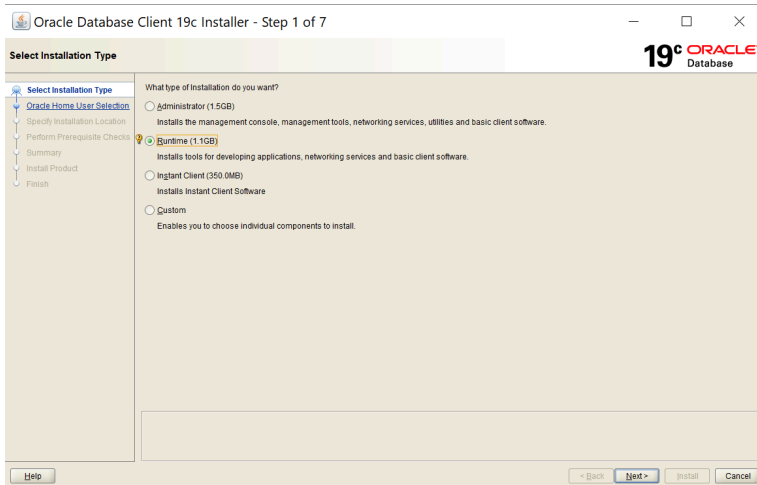 Oracle Database Client 19c Installer - Step 1 of 7
Select Installation Type
19c ORACLE
Database
Select Installation Type
Oracle Home User Selection
Specify Installation Location
Perform Prerequisite Checks
Summary
Install Product
Finish
What type of Installation do you want?
Administrator (1.5GB)
Installs the management console, management tools, networking services, utilities and basic client software.
Runtime (1.1GB)
Installs tools for developing applications, networking services and basic client software.
Instant Client (350.0MB)
Installs Instant Client Software
Custom
Enables you to choose individual components to install.
Help
< Back
Next >
Install
Cancel